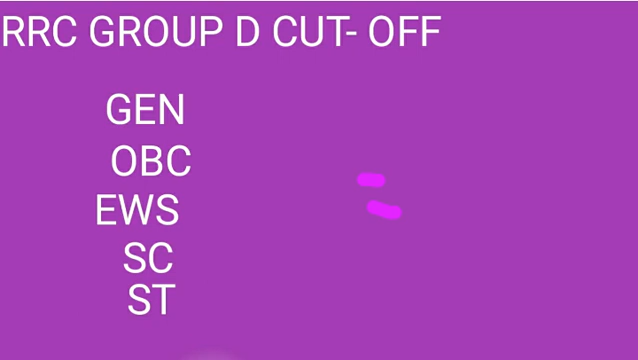 RRC GROUP D CUT- OFF
GEN
OBC
EWS
SC
ST